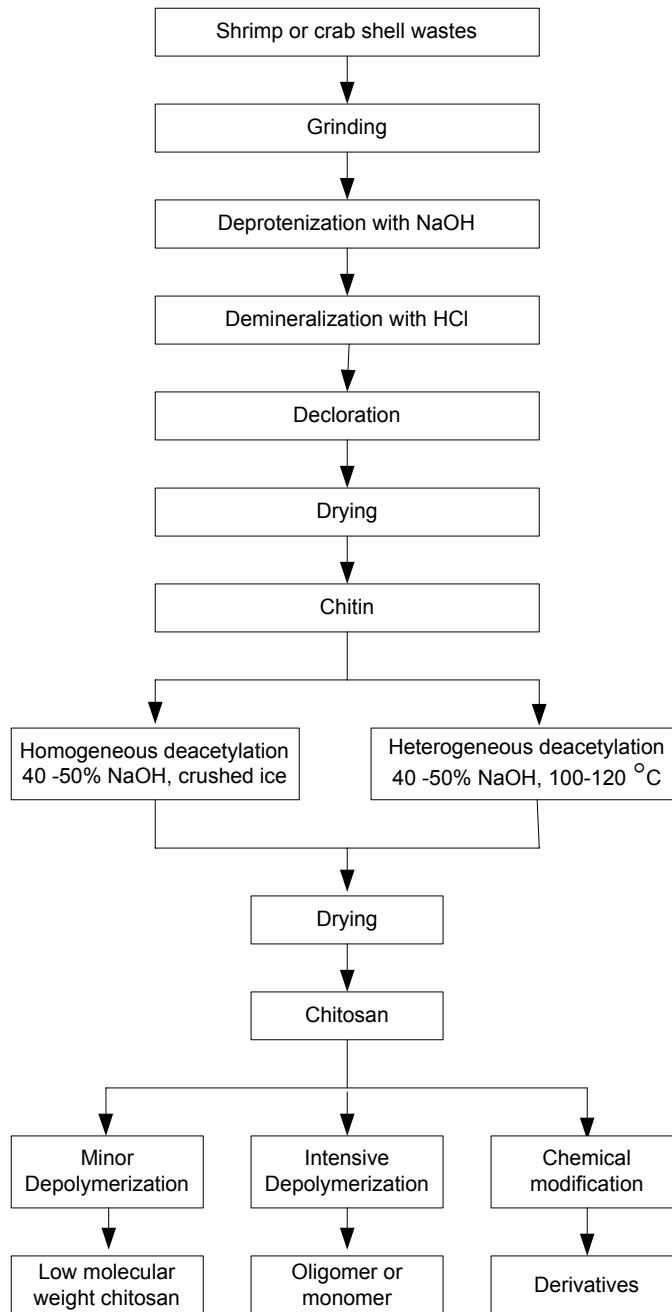 Shrimp or crab shell wastes
Grinding
Deprotenization with NaOH
Demineralization with HCl
Decloration
Drying
Chitin
Homogeneous deacetylation
40 -50% NaOH, crushed ice
Heterogeneous deacetylation
40 -50% NaOH, 100-120 °C
Drying
Chitosan
Minor
Depolymerization
Intensive
Depolymerization
Chemical
modification
Low molecular
weight chitosan
Oligomer or
monomer
Derivatives